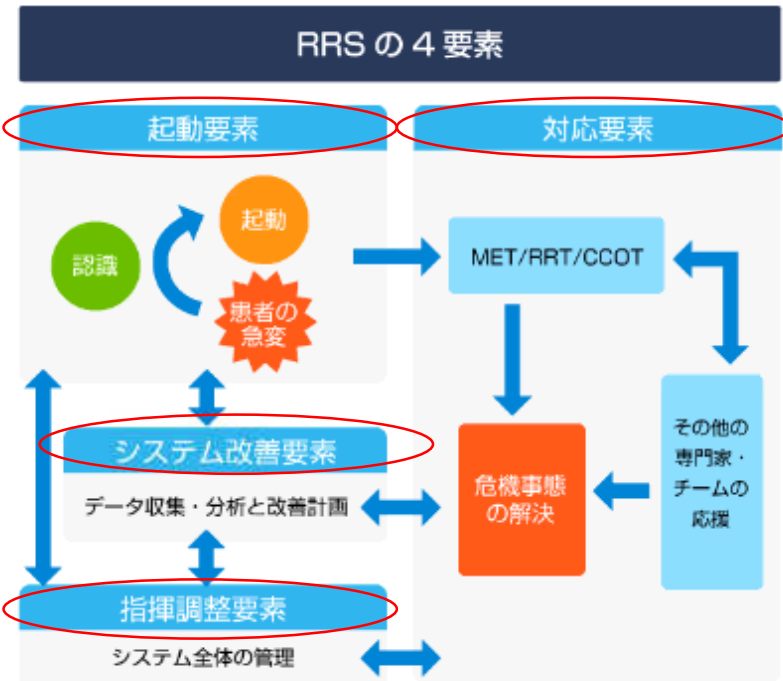 RRS の 4 要素
起動要素
認識
起動
患者の
急変
対応要素
MET/RRT/CCOT
その他の
専門家・
チームの
応援
危機事態
の解決
システム改善要素
データ収集・分析と改善計画
指揮調整要素
システム全体の管理